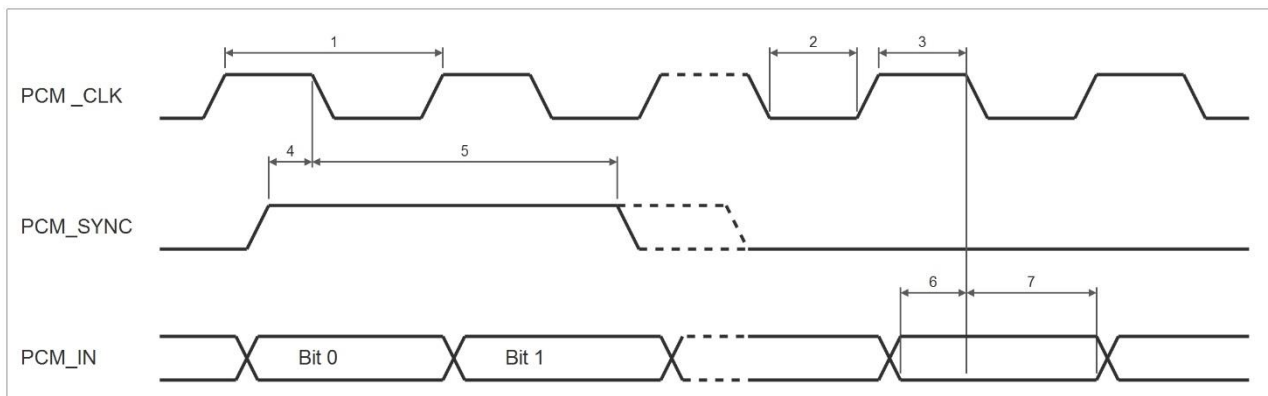 1 2 3
PCM _CLK
4 5
PCM_SYNC
6 7
PCM_IN Bit 0 Bit 1